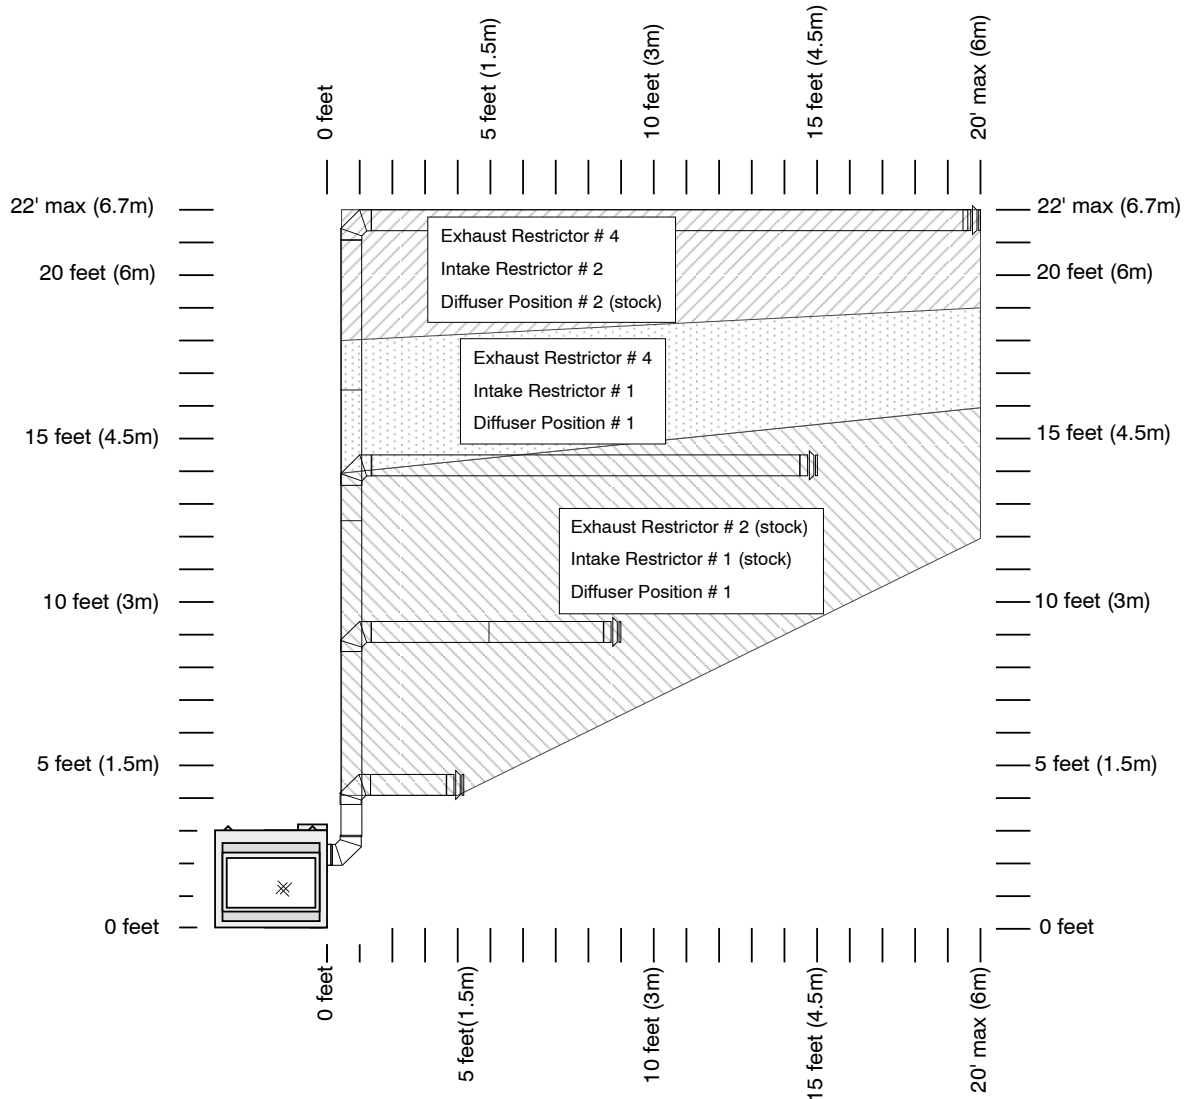 0 feet
5 feet (1.5m)
10 feet (3m)
15 feet (4.5m)
20' max (6m)
22' max (6.7m)
20 feet (6m)
15 feet (4.5m)
10 feet (3m)
5 feet (1.5m)
0 feet
Exhaust Restrictor # 4
Intake Restrictor # 2
Diffuser Position # 2 (stock)
Exhaust Restrictor # 4
Intake Restrictor # 1
Diffuser Position # 1
Exhaust Restrictor # 2 (stock)
Intake Restrictor # 1 (stock)
Diffuser Position # 1
22' max (6.7m)
20 feet (6m)
15 feet (4.5m)
10 feet (3m)
5 feet (1.5m)
0 feet
0 feet
5 feet(1.5m)
10 feet (3m)
15 feet (4.5m)
20' max (6m)